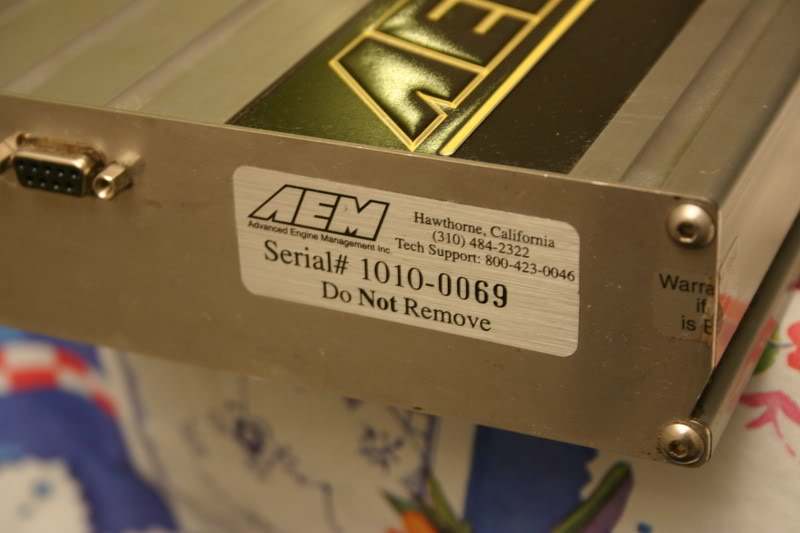 AEM
AEM
Advanced Engine Management Inc.
Hawthorne, California
(310) 484-2322
Tech Support: 800-423-0046
Serial# 1010-0069
Do Not Remove
Warra
if
is